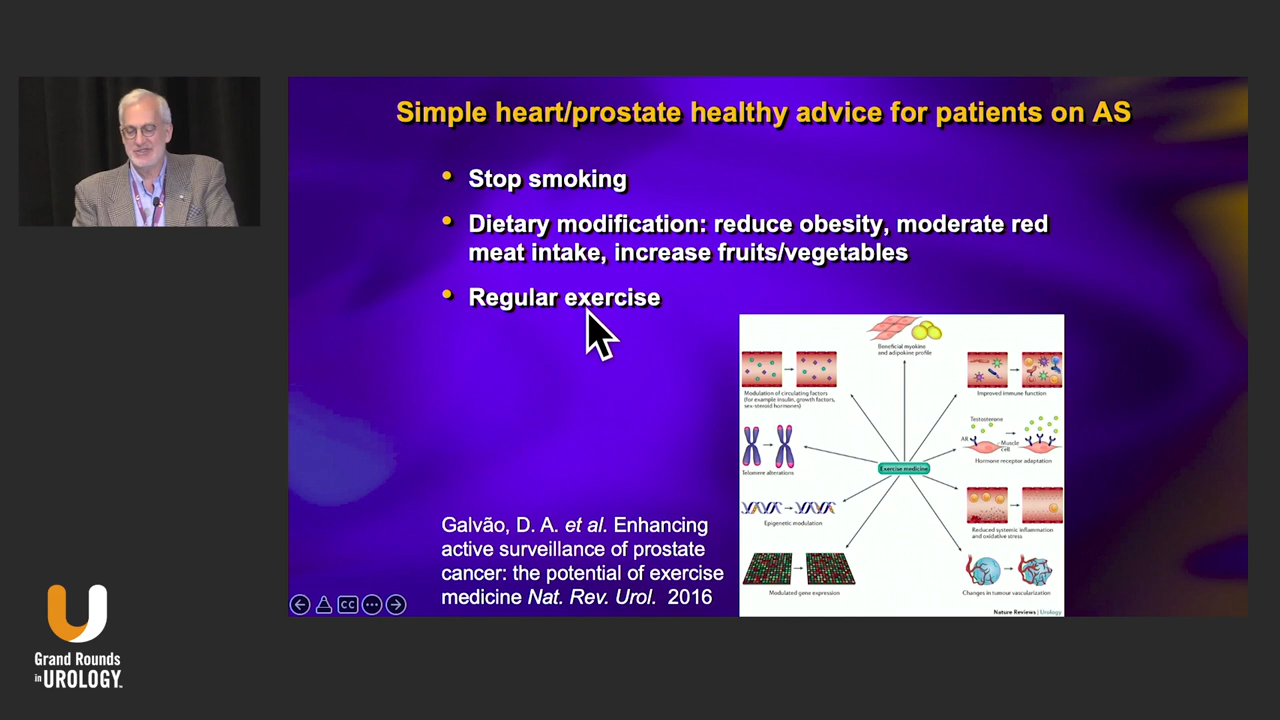 Simple heart/prostate healthy advice for patients on AS
• Stop smoking
• Dietary modification: reduce obesity, moderate red
meat intake, increase fruits/vegetables
• Regular exercise
Beneficial myokine
and adipokine profile
Modulation of circulating factors
(for example insulin, growth factors,
sex-steroid hormones)
Improved immune function
Testosterone
AR
Muscle
cell
Hormone receptor adaptation
Telomere alterations
Exercise medicine
Epigenetic modulation
Reduced systemic inflammation
and oxidative stress
Modulated gene expression
Changes in tumour vascularization
Nature Reviews | Urology
Galvão, D. A. et al. Enhancing
active surveillance of prostate
cancer: the potential of exercise
medicine Nat. Rev. Urol. 2016
CC
Grand Rounds
in UROLOGY™